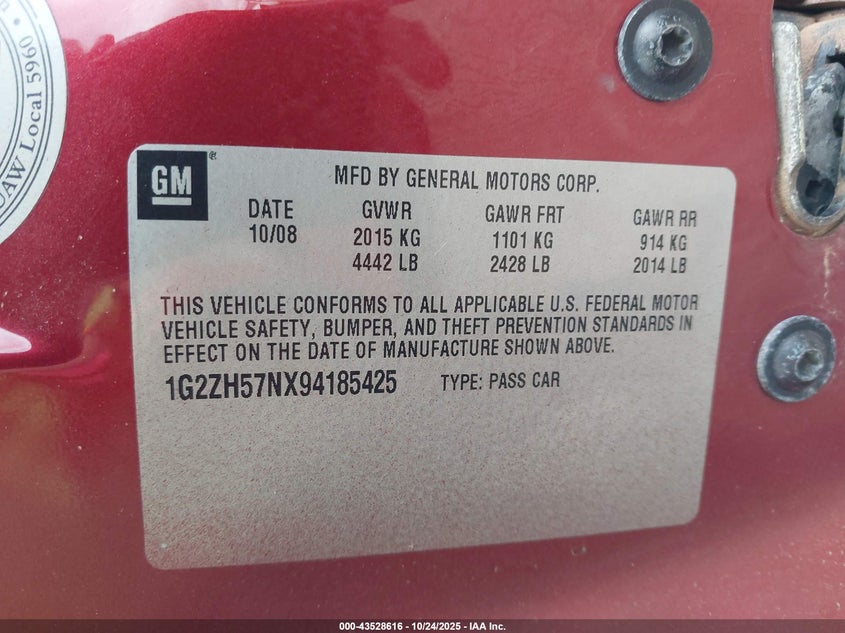 UAW Local 5960
GM
MFD BY GENERAL MOTORS CORP.
DATE GVWR GAWR FRT GAWR RR
10/08 2015 KG 1101 KG 914 KG
4442 LB 2428 LB 2014 LB
THIS VEHICLE CONFORMS TO ALL APPLICABLE U.S. FEDERAL MOTOR
VEHICLE SAFETY, BUMPER, AND THEFT PREVENTION STANDARDS IN
EFFECT ON THE DATE OF MANUFACTURE SHOWN ABOVE.
1G2ZH57NX94185425 TYPE: PASS CAR
000-43528616 - 10/24/2025 - IAA Inc.